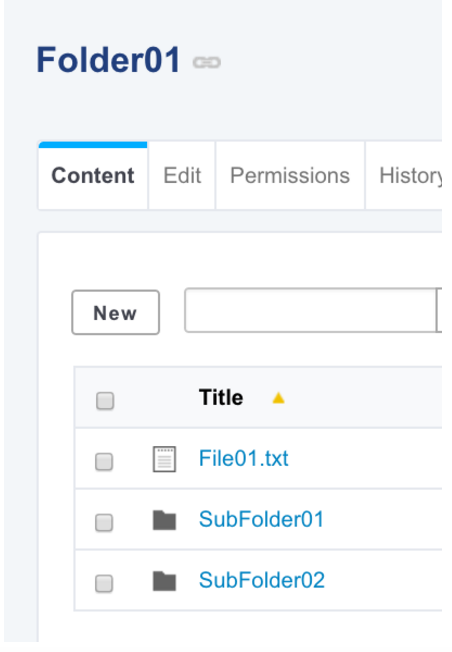 Folder01
Content Edit Permissions History
New
Title
File01.txt
SubFolder01
SubFolder02